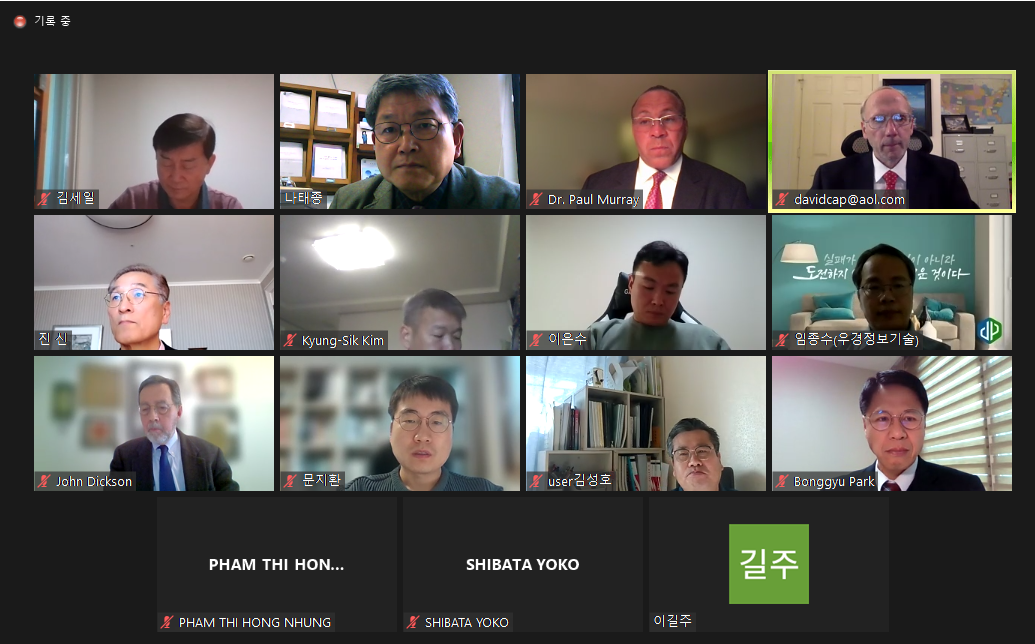 기록 중
김세일
나태종
Dr. Paul Murray
davidcap@aol.com
진 신
Kyung-Sik Kim
이은수
실패가 이 아니라
도전하지 운 것이다
임종수(우경정보기술)
John Dickson
문지환
user김성호
Bonggyu Park
PHAM THI HON...
SHIBATA YOKO
길주
PHAM THI HONG NHUNG
SHIBATA YOKO
이길주